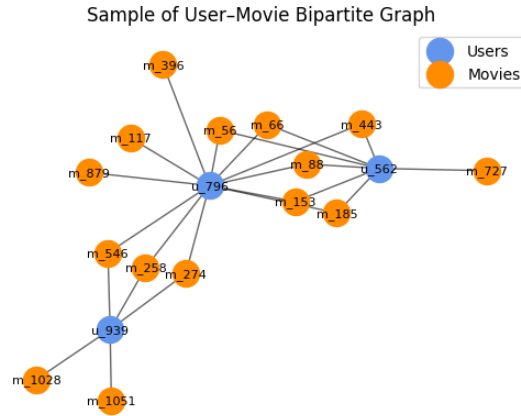 Sample of User–Movie Bipartite Graph
Users
Movies
m_396
m_56
m_66
m_443
m_117
m_88
m_879
u_796
u_562
m_727
m_153
m_185
m_546
m_258
m_274
u_939
m_1028
m_1051